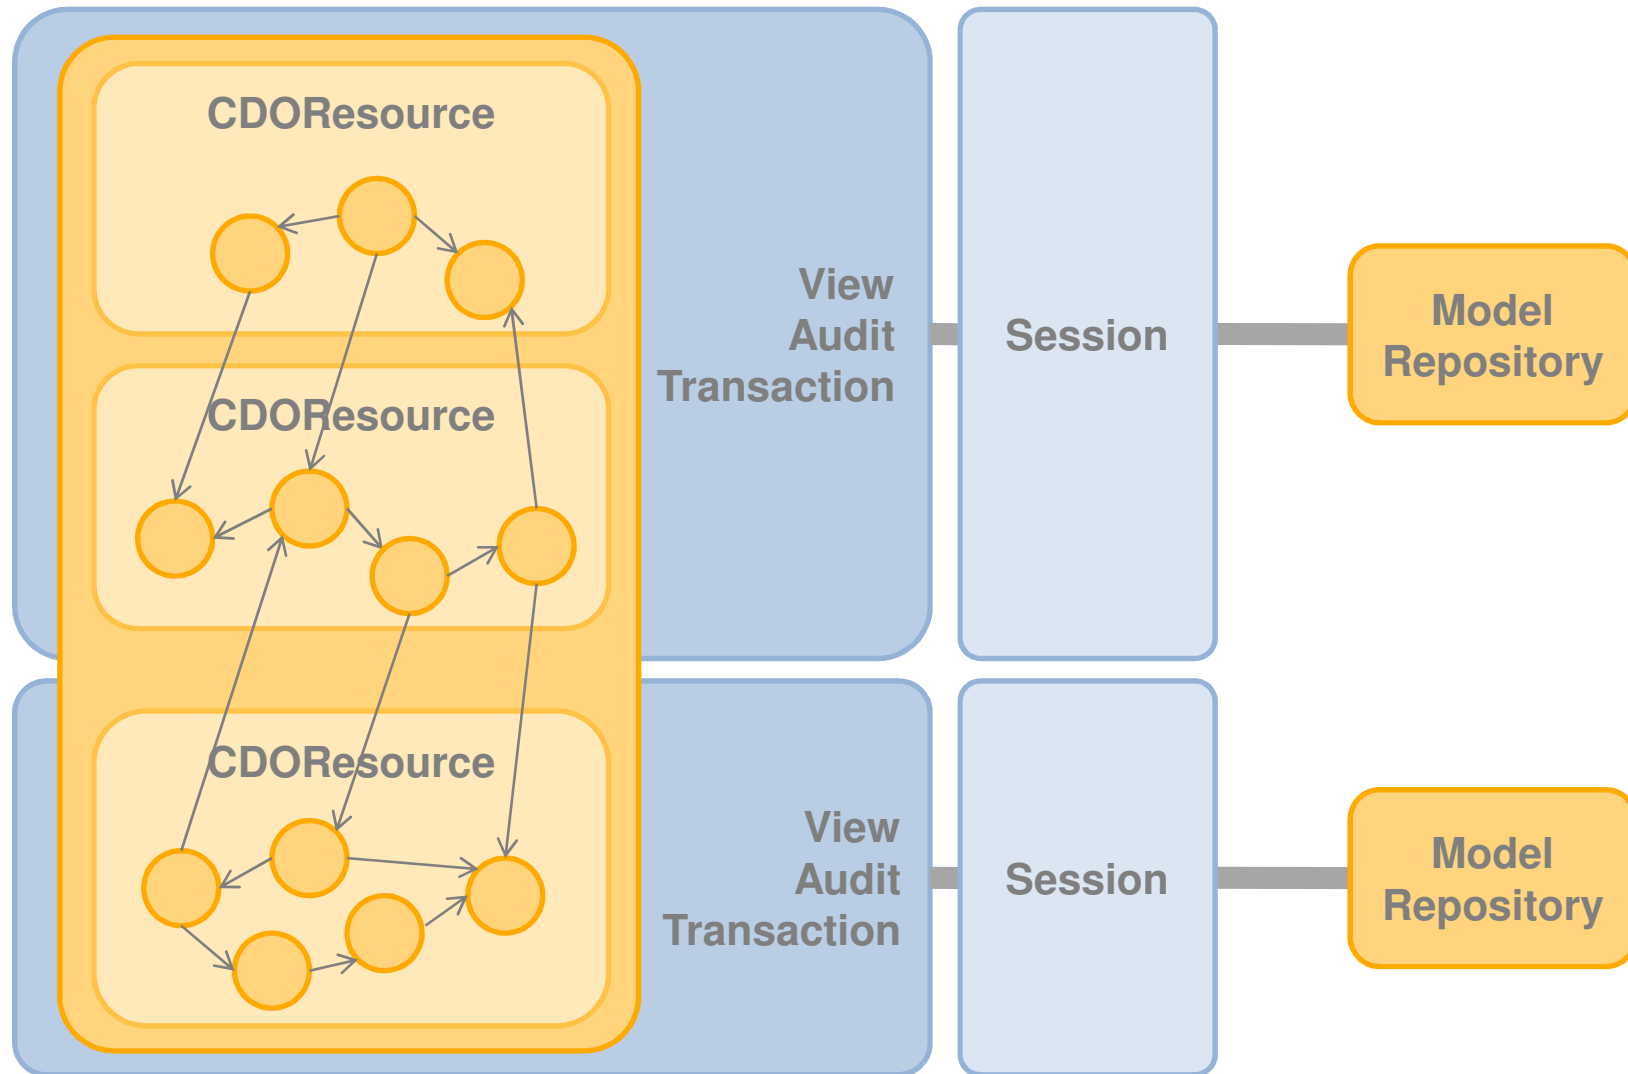 CDOResource
View
Audit
Transaction
Session
Model
Repository
CDOResource
CDOResource
View
Audit
Transaction
Session
Model
Repository